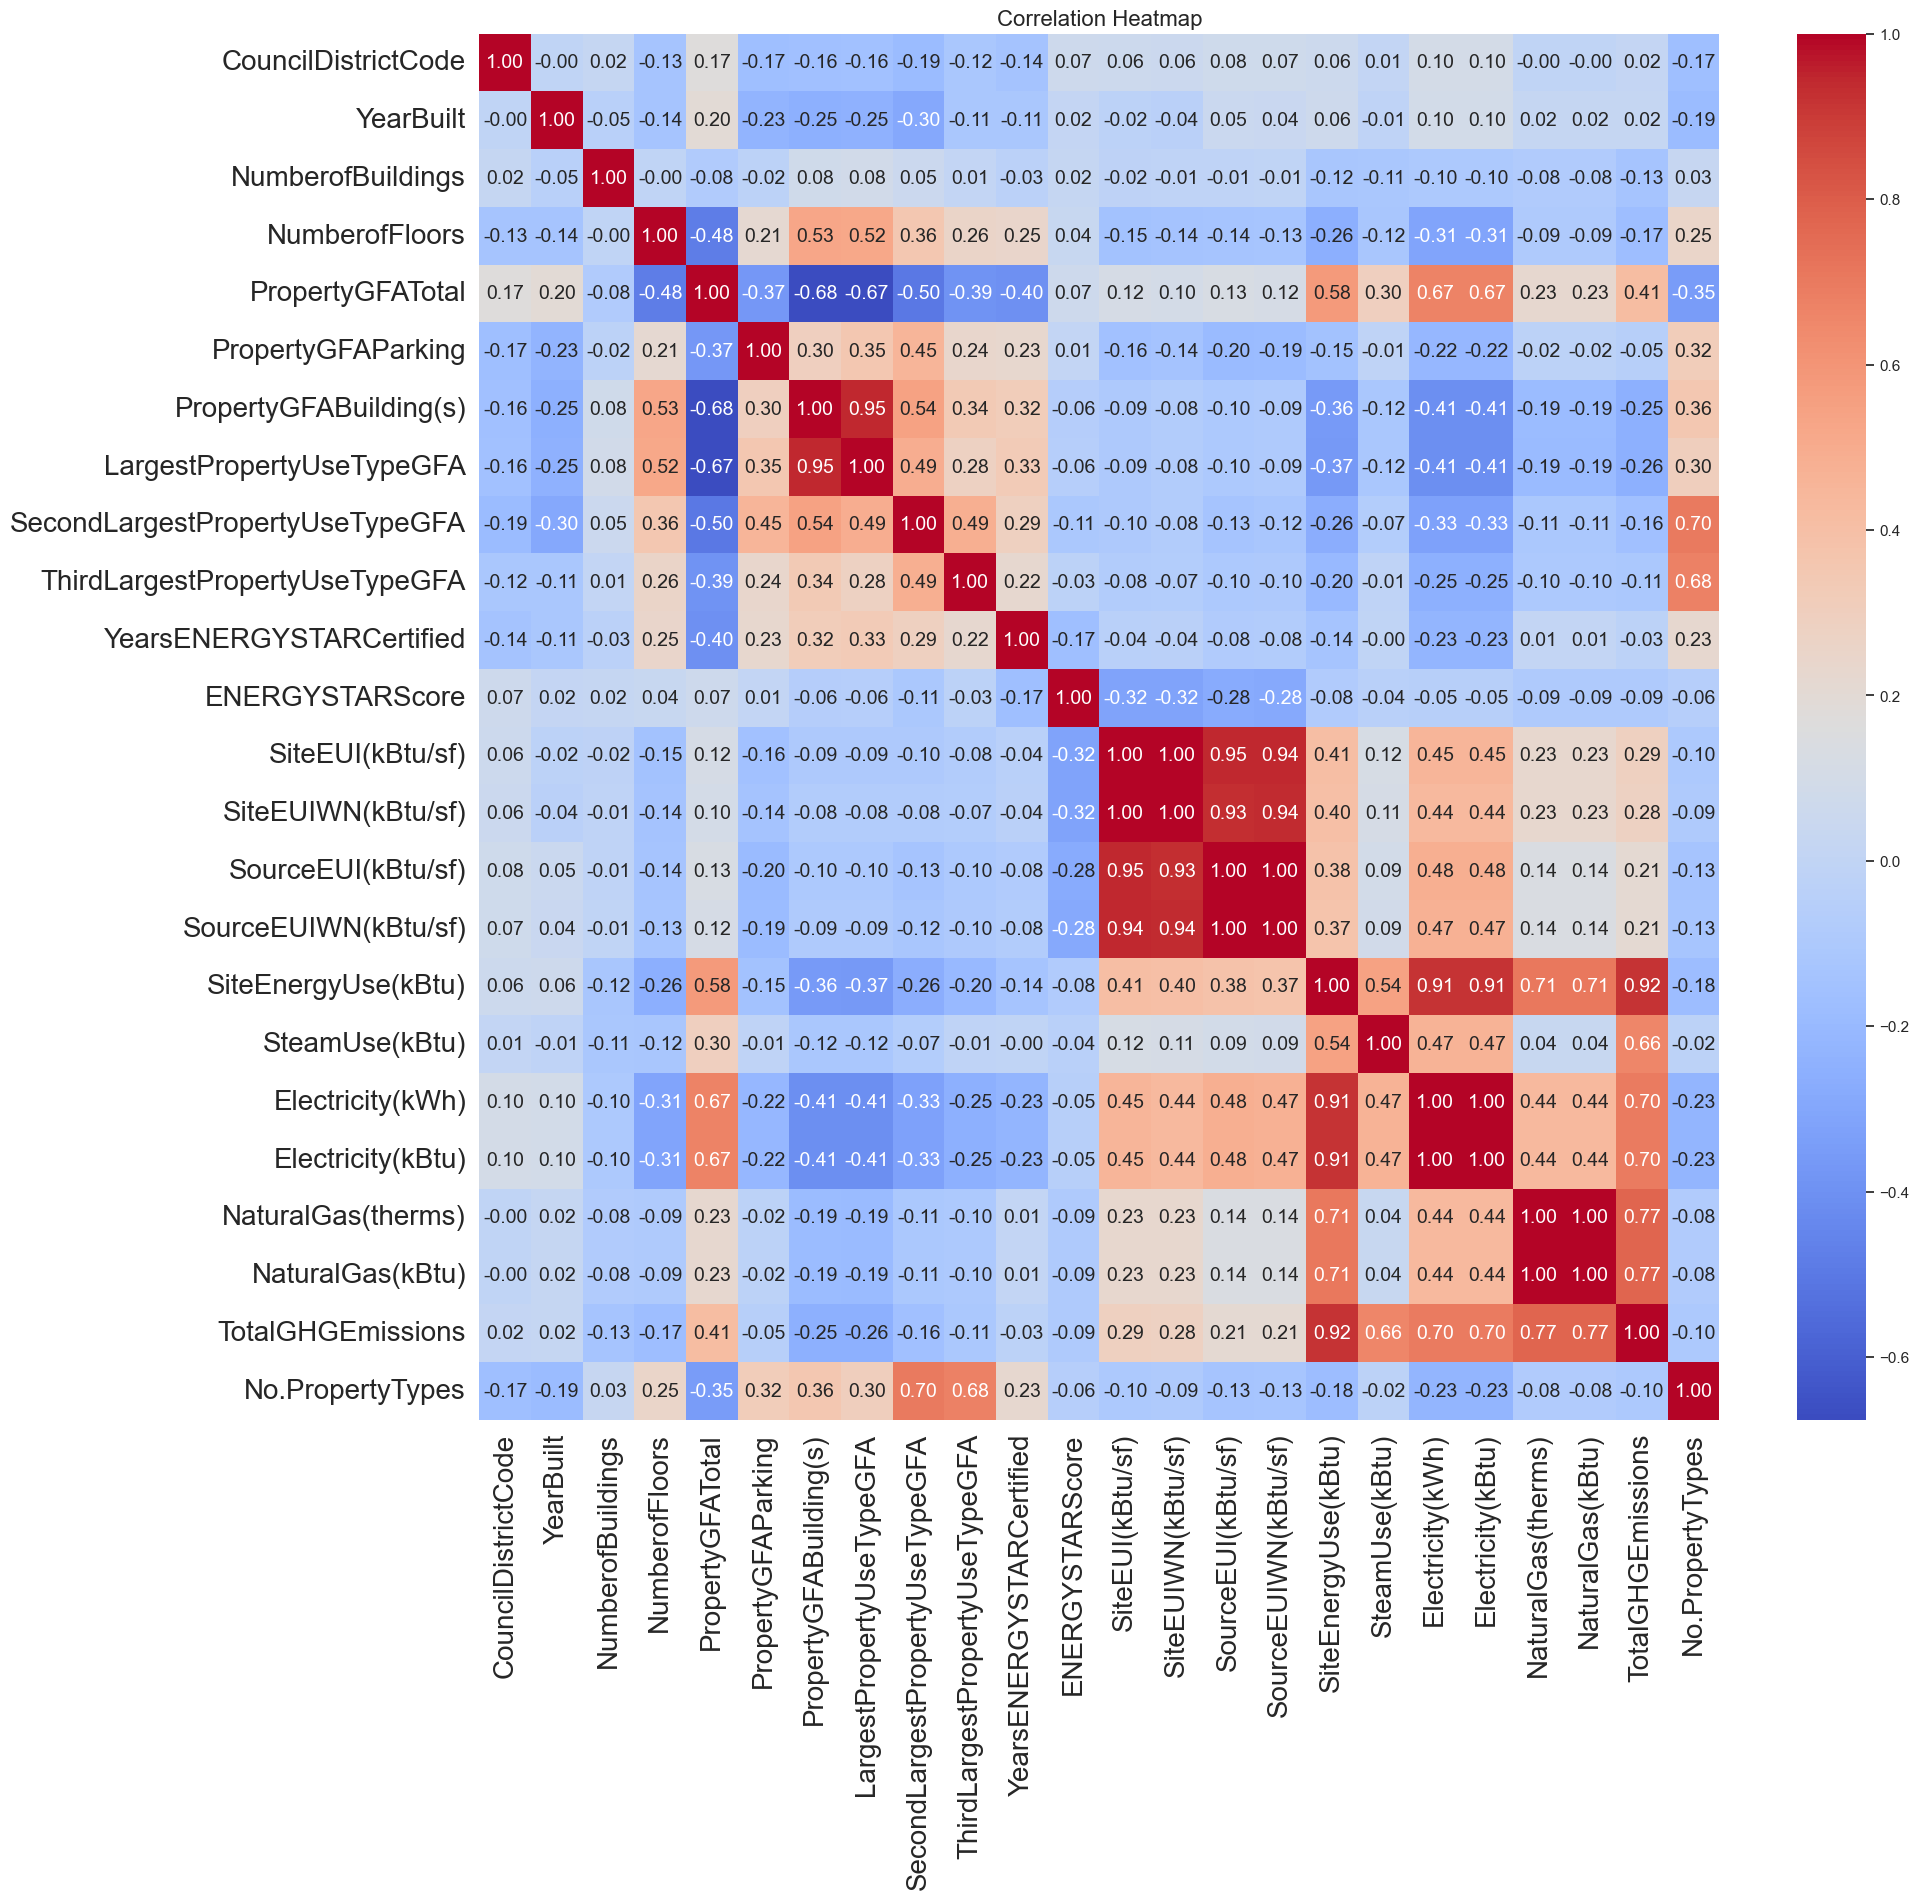 Correlation Heatmap
CouncilDistrictCode 1.00 -0.00 0.02 -0.13 0.17 -0.17 -0.16 -0.16 -0.19 -0.12 -0.14 0.07 0.06 0.06 0.08 0.07 0.06 0.01 0.10 0.10 -0.00 -0.00 0.02 -0.17
YearBuilt -0.00 1.00 -0.05 -0.14 0.20 -0.23 -0.25 -0.25 -0.30 -0.11 -0.11 0.02 -0.02 -0.04 0.05 0.04 0.06 -0.01 0.10 0.10 0.02 0.02 0.02 -0.19
NumberofBuildings 0.02 -0.05 1.00 -0.00 -0.08 -0.02 0.08 0.08 0.05 0.01 -0.03 0.02 -0.02 -0.01 -0.01 -0.01 -0.12 -0.11 -0.10 -0.10 -0.08 -0.08 -0.13 0.03
NumberofFloors -0.13 -0.14 -0.00 1.00 -0.48 0.21 0.53 0.52 0.36 0.26 0.25 0.04 -0.15 -0.14 -0.14 -0.13 -0.26 -0.12 -0.31 -0.31 -0.09 -0.09 -0.17 0.25
PropertyGFATotal 0.17 0.20 -0.08 -0.48 1.00 -0.37 -0.68 -0.67 -0.50 -0.39 -0.40 0.07 0.12 0.10 0.13 0.12 0.58 0.30 0.67 0.67 0.23 0.23 0.41 -0.35
PropertyGFAParking -0.17 -0.23 -0.02 0.21 -0.37 1.00 0.30 0.35 0.45 0.24 0.23 0.01 -0.16 -0.14 -0.20 -0.19 -0.15 -0.01 -0.22 -0.22 -0.02 -0.02 -0.05 0.32
PropertyGFABuilding(s) -0.16 -0.25 0.08 0.53 -0.68 0.30 1.00 0.95 0.54 0.34 0.32 -0.06 -0.09 -0.08 -0.10 -0.09 -0.36 -0.12 -0.41 -0.41 -0.19 -0.19 -0.25 0.36
LargestPropertyUseTypeGFA -0.16 -0.25 0.08 0.52 -0.67 0.35 0.95 1.00 0.49 0.28 0.33 -0.06 -0.09 -0.08 -0.10 -0.09 -0.37 -0.12 -0.41 -0.41 -0.19 -0.19 -0.26 0.30
SecondLargestPropertyUseTypeGFA -0.19 -0.30 0.05 0.36 -0.50 0.45 0.54 0.49 1.00 0.49 0.29 -0.11 -0.10 -0.08 -0.13 -0.12 -0.26 -0.07 -0.33 -0.33 -0.11 -0.11 -0.16 0.70
ThirdLargestPropertyUseTypeGFA -0.12 -0.11 0.01 0.26 -0.39 0.24 0.34 0.28 0.49 1.00 0.22 -0.03 -0.08 -0.07 -0.10 -0.10 -0.20 -0.01 -0.25 -0.25 -0.10 -0.10 -0.11 0.68
YearsENERGYSTARCertified -0.14 -0.11 -0.03 0.25 -0.40 0.23 0.32 0.33 0.29 0.22 1.00 -0.17 -0.04 -0.04 -0.08 -0.08 -0.14 -0.00 -0.23 -0.23 0.01 0.01 -0.03 0.23
ENERGYSTARScore 0.07 0.02 0.02 0.04 0.07 0.01 -0.06 -0.06 -0.11 -0.03 -0.17 1.00 -0.32 -0.32 -0.28 -0.28 -0.08 -0.04 -0.05 -0.05 -0.09 -0.09 -0.09 -0.06
SiteEUI(kBtu/sf) 0.06 -0.02 -0.02 -0.15 0.12 -0.16 -0.09 -0.09 -0.10 -0.08 -0.04 -0.32 1.00 1.00 0.95 0.94 0.41 0.12 0.45 0.45 0.23 0.23 0.29 -0.10
SiteEUIWN(kBtu/sf) 0.06 -0.04 -0.01 -0.14 0.10 -0.14 -0.08 -0.08 -0.08 -0.07 -0.04 -0.32 1.00 1.00 0.93 0.94 0.40 0.11 0.44 0.44 0.23 0.23 0.28 -0.09
SourceEUI(kBtu/sf) 0.08 0.05 -0.01 -0.14 0.13 -0.20 -0.10 -0.10 -0.13 -0.10 -0.08 -0.28 0.95 0.93 1.00 1.00 0.38 0.09 0.48 0.48 0.14 0.14 0.21 -0.13
SourceEUIWN(kBtu/sf) 0.07 0.04 -0.01 -0.13 0.12 -0.19 -0.09 -0.09 -0.12 -0.10 -0.08 -0.28 0.94 0.94 1.00 1.00 0.37 0.09 0.47 0.47 0.14 0.14 0.21 -0.13
SiteEnergyUse(kBtu) 0.06 0.06 -0.12 -0.26 0.58 -0.15 -0.36 -0.37 -0.26 -0.20 -0.14 -0.08 0.41 0.40 0.38 0.37 1.00 0.54 0.91 0.91 0.71 0.71 0.92 -0.18
SteamUse(kBtu) 0.01 -0.01 -0.11 -0.12 0.30 -0.01 -0.12 -0.12 -0.07 -0.01 -0.00 -0.04 0.12 0.11 0.09 0.09 0.54 1.00 0.47 0.47 0.04 0.04 0.66 -0.02
Electricity(kWh) 0.10 0.10 -0.10 -0.31 0.67 -0.22 -0.41 -0.41 -0.33 -0.25 -0.23 -0.05 0.45 0.44 0.48 0.47 0.91 0.47 1.00 1.00 0.44 0.44 0.70 -0.23
Electricity(kBtu) 0.10 0.10 -0.10 -0.31 0.67 -0.22 -0.41 -0.41 -0.33 -0.25 -0.23 -0.05 0.45 0.44 0.48 0.47 0.91 0.47 1.00 1.00 0.44 0.44 0.70 -0.23
NaturalGas(therms) -0.00 0.02 -0.08 -0.09 0.23 -0.02 -0.19 -0.19 -0.11 -0.10 0.01 -0.09 0.23 0.23 0.14 0.14 0.71 0.04 0.44 0.44 1.00 1.00 0.77 -0.08
NaturalGas(kBtu) -0.00 0.02 -0.08 -0.09 0.23 -0.02 -0.19 -0.19 -0.11 -0.10 0.01 -0.09 0.23 0.23 0.14 0.14 0.71 0.04 0.44 0.44 1.00 1.00 0.77 -0.08
TotalGHGEmissions 0.02 0.02 -0.13 -0.17 0.41 -0.05 -0.25 -0.26 -0.16 -0.11 -0.03 -0.09 0.29 0.28 0.21 0.21 0.92 0.66 0.70 0.70 0.77 0.77 1.00 -0.10
No.PropertyTypes -0.17 -0.19 0.03 0.25 -0.35 0.32 0.36 0.30 0.70 0.68 0.23 -0.06 -0.10 -0.09 -0.13 -0.13 -0.18 -0.02 -0.23 -0.23 -0.08 -0.08 -0.10 1.00
CouncilDistrictCode
YearBuilt
NumberofBuildings
NumberofFloors
PropertyGFATotal
PropertyGFAParking
PropertyGFABuilding(s)
LargestPropertyUseTypeGFA
SecondLargestPropertyUseTypeGFA
ThirdLargestPropertyUseTypeGFA
YearsENERGYSTARCertified
ENERGYSTARScore
SiteEUI(kBtu/sf)
SiteEUIWN(kBtu/sf)
SourceEUI(kBtu/sf)
SourceEUIWN(kBtu/sf)
SiteEnergyUse(kBtu)
SteamUse(kBtu)
Electricity(kWh)
Electricity(kBtu)
NaturalGas(therms)
NaturalGas(kBtu)
TotalGHGEmissions
No.PropertyTypes
1.0
0.8
0.6
0.4
0.2
0.0
−0.2
−0.4
−0.6